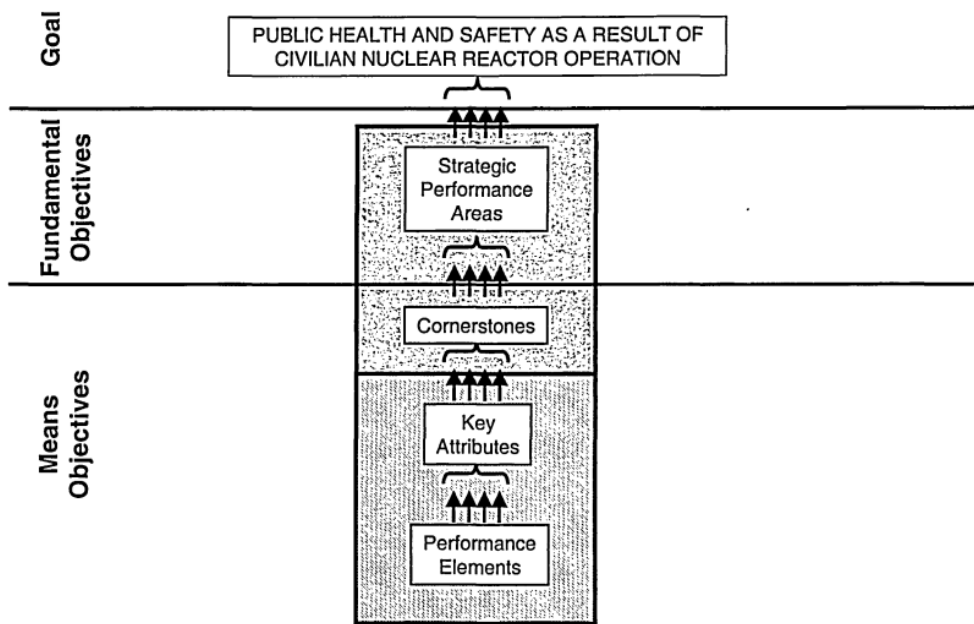 Goal
PUBLIC HEALTH AND SAFETY AS A RESULT OF
CIVILIAN NUCLEAR REACTOR OPERATION
Fundamental
Objectives
Strategic
Performance
Areas
Means
Objectives
Cornerstones
Key
Attributes
Performance
Elements